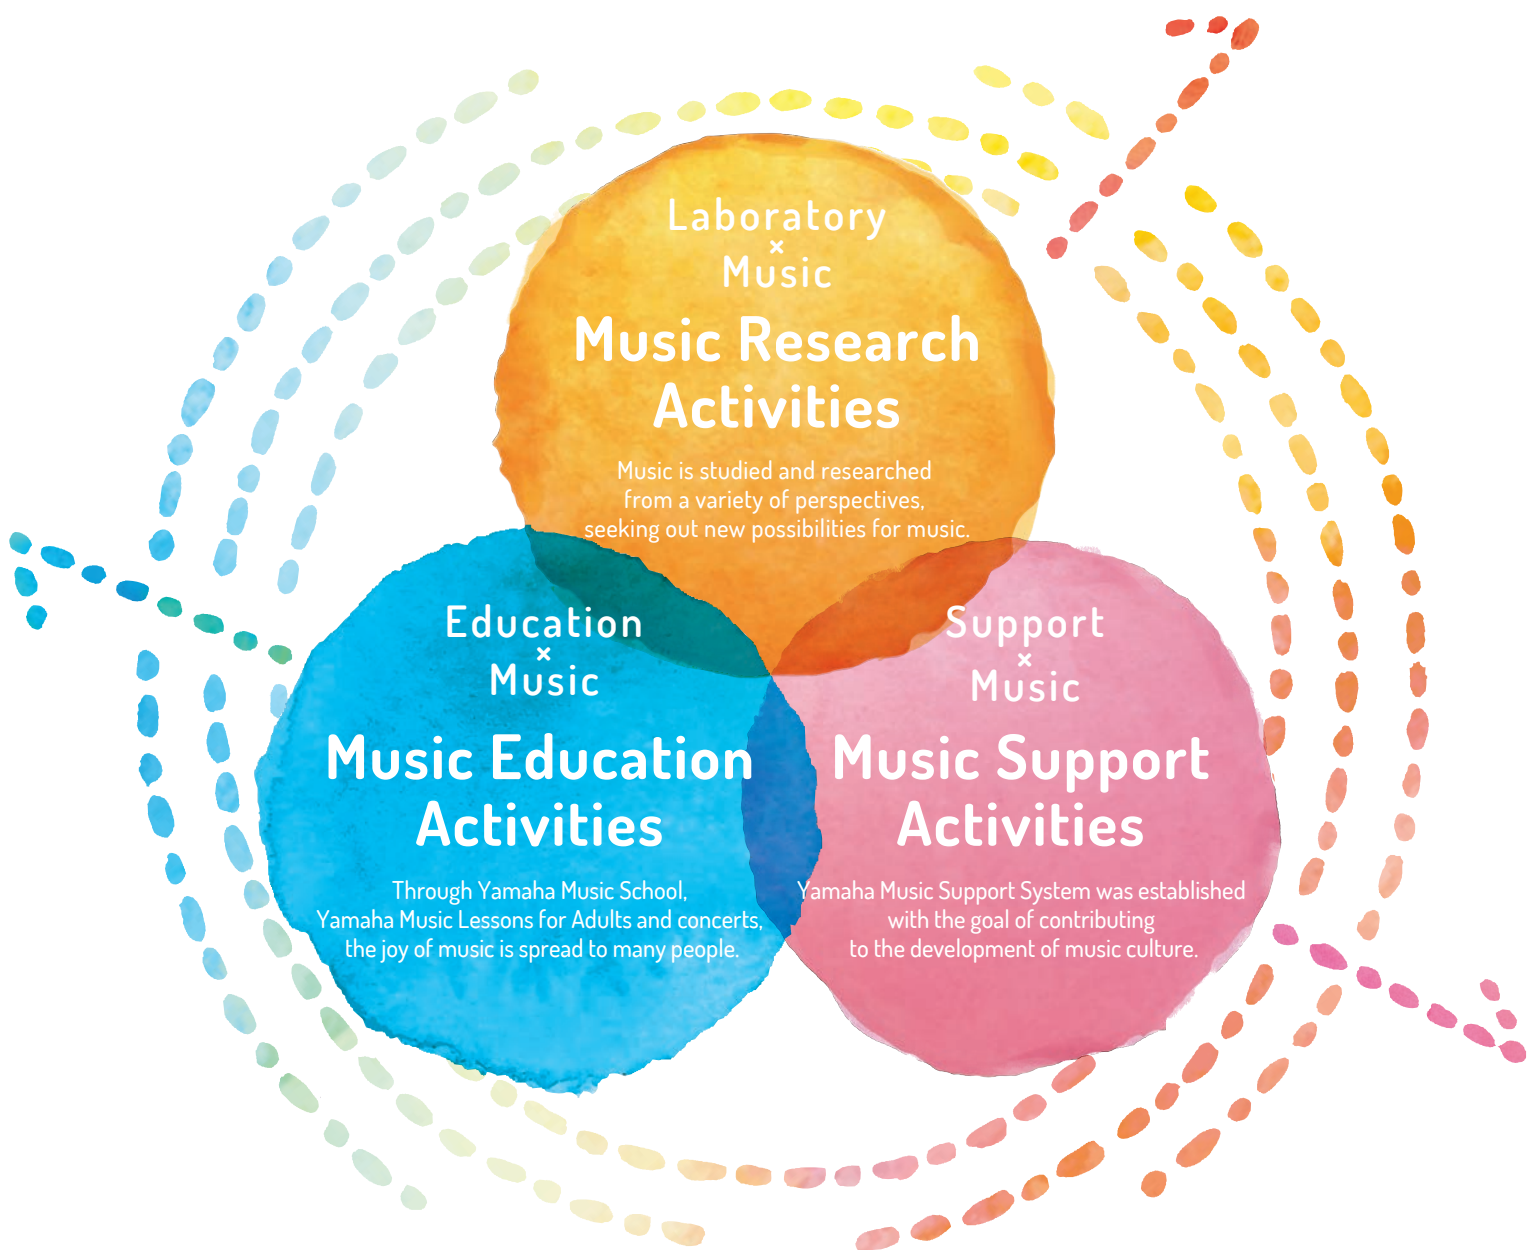 Laboratory
×
Music
Music Research
Activities
Music is studied and researched
from a variety of perspectives,
seeking out new possibilities for music.
Education
×
Music
Music Education
Activities
Through Yamaha Music School,
Yamaha Music Lessons for Adults and concerts,
the joy of music is spread to many people.
Support
×
Music
Music Support
Activities
Yamaha Music Support System was established
with the goal of contributing
to the development of music culture.